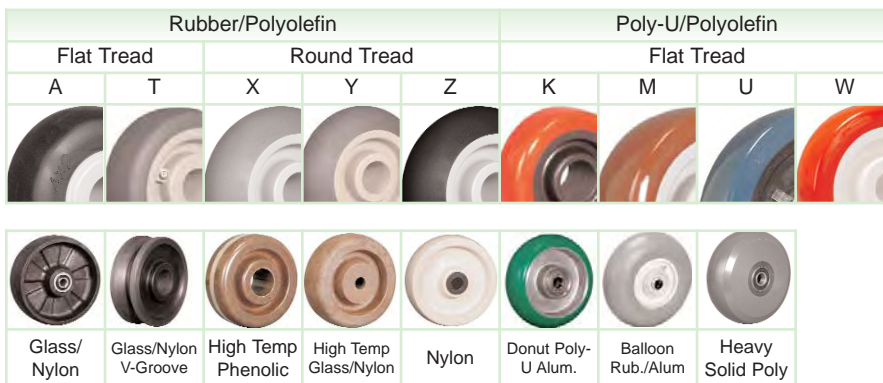 Rubber/Polyolefin Poly-U/Polyolefin
Flat Tread Round Tread Flat Tread
A T X Y Z K M U W
Glass/ Glass/Nylon High Temp High Temp Nylon Donut Poly- Balloon Heavy
Nylon V-Groove Phenolic Glass/Nylon U Alum. Rub./Alum Solid Poly